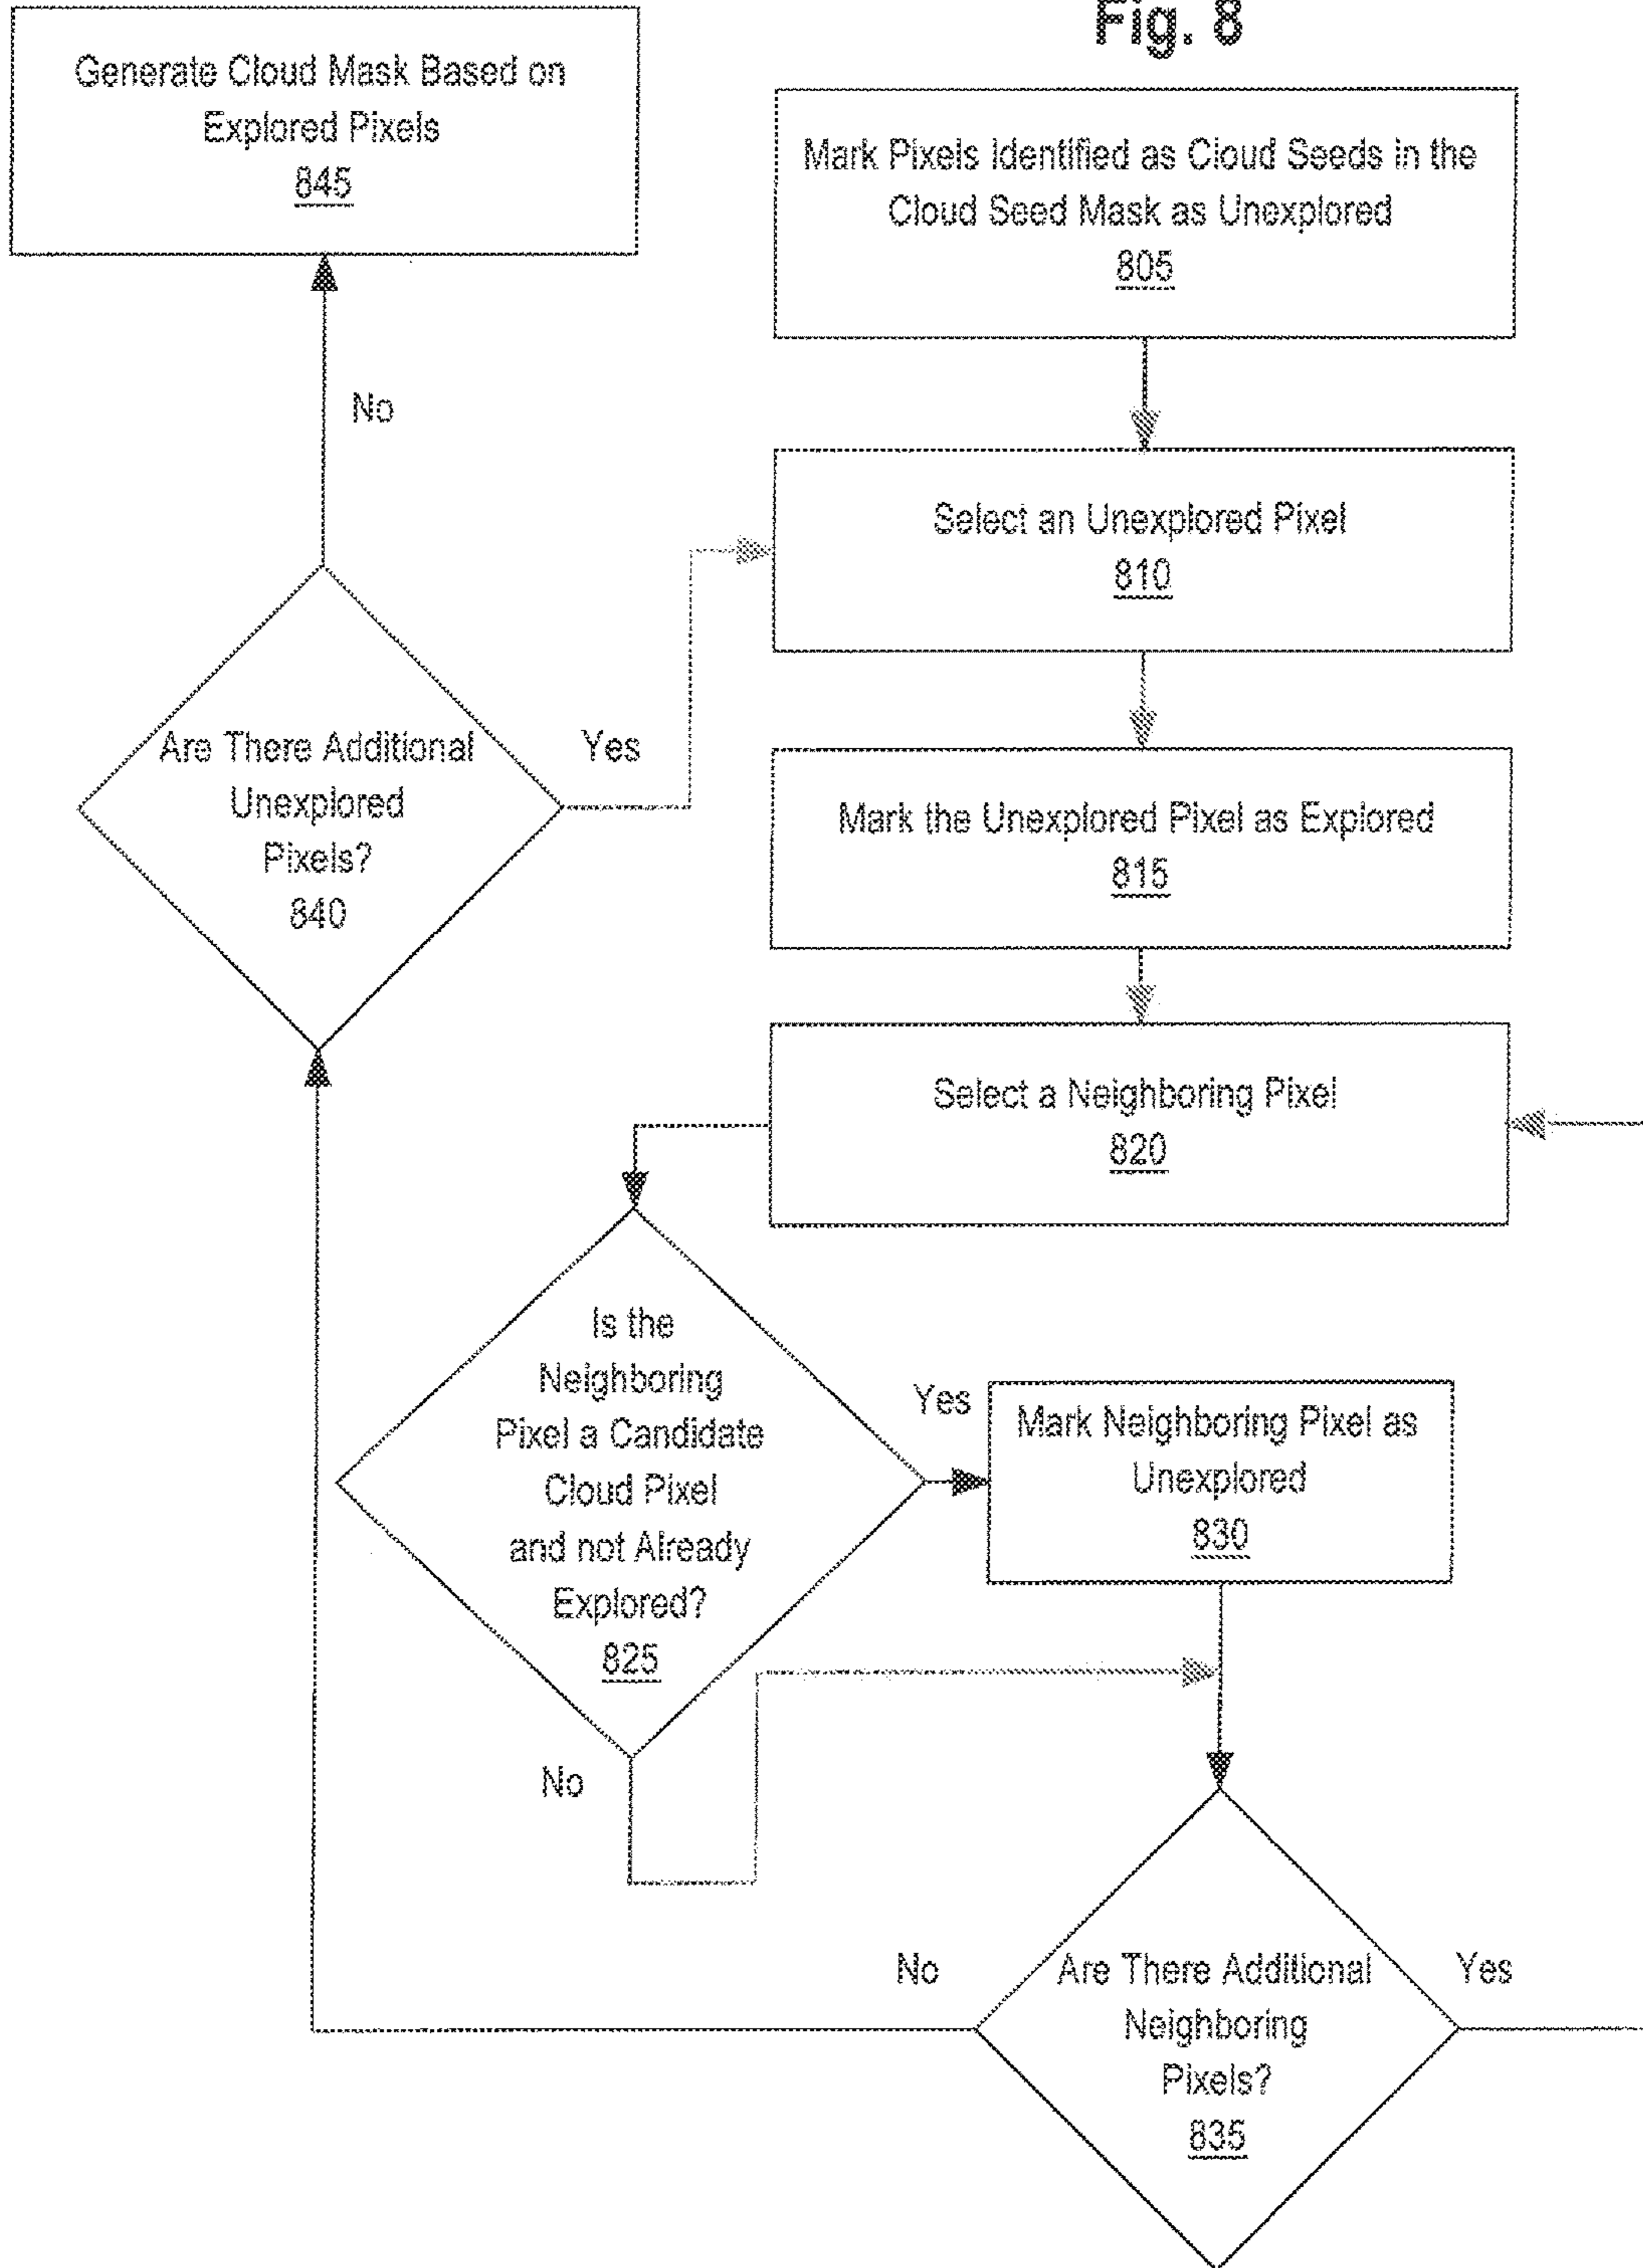 Fig. 8
Generate Cloud Mask Based on
Explored Pixels
845
Mark Pixels Identified as Cloud Seeds in the
Cloud Seed Mask as Unexplored
805
No
Select an Unexplored Pixel
810
Are There Additional
Unexplored
Pixels?
840
Yes
Mark the Unexplored Pixel as Explored
815
Select a Neighboring Pixel
820
Is the
Neighboring
Pixel a Candidate
Cloud Pixel
and not Already
Explored?
825
Yes
Mark Neighboring Pixel as
Unexplored
830
No
No
Are There Additional
Neighboring
Pixels?
835
Yes